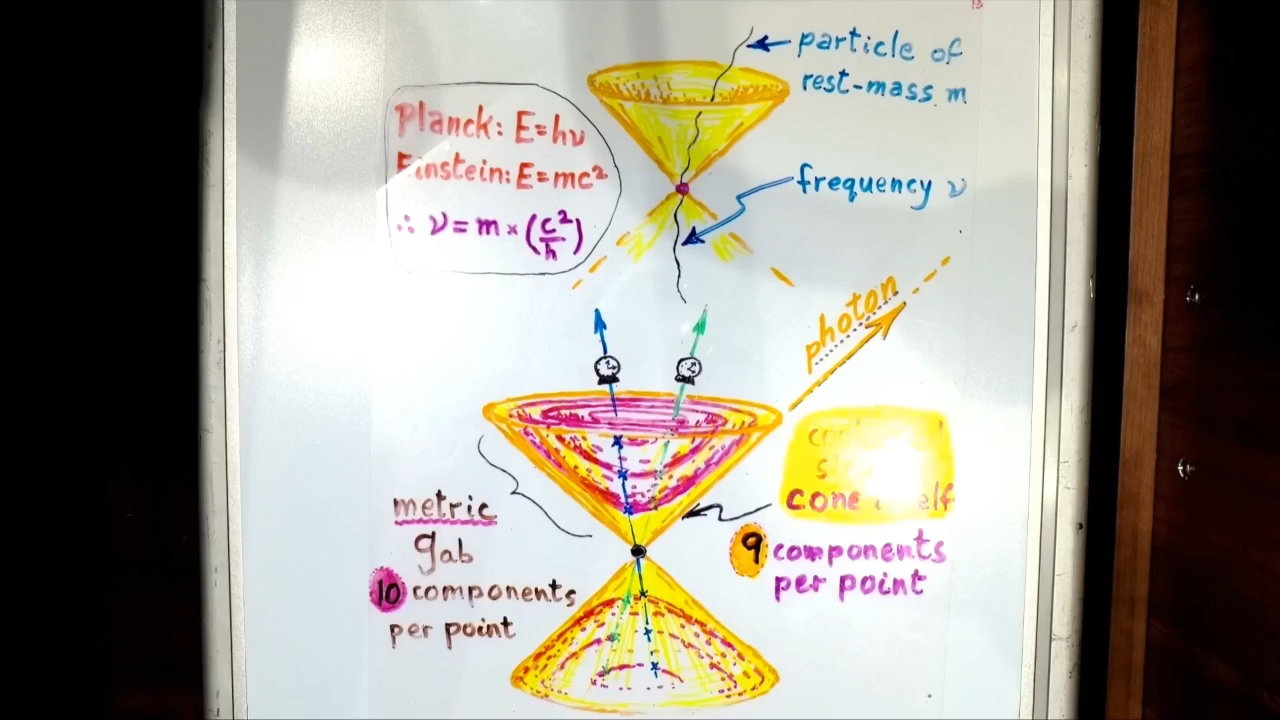 particle of
rest-mass m
Planck: E=hν
Einstein: E=mc²
∴ ν = m × (c²/h)
frequency ν
photon
cone itself
metric
gab
10 components
per point
9 components
per point